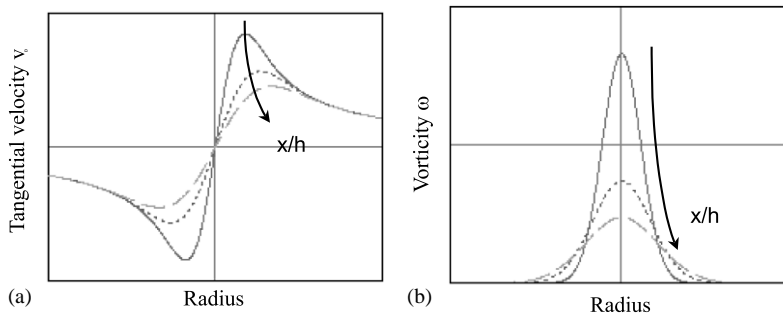 Tangential velocity v
x/h
(a)
Radius
Vorticity ω
x/h
(b)
Radius